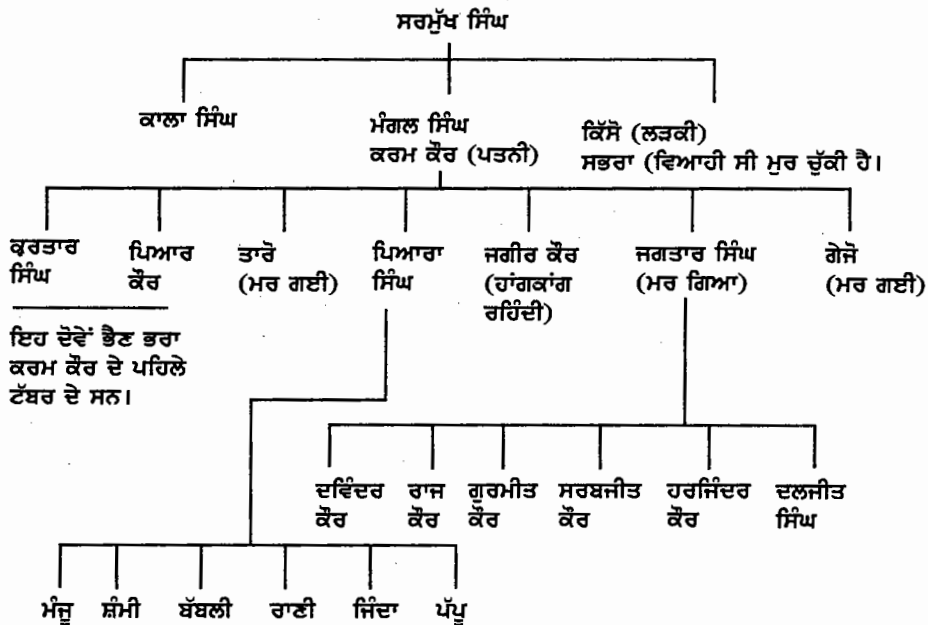 ਸਰਮੁੱਖ ਸਿੰਘ
ਕਾਲਾ ਸਿੰਘ
ਮੰਗਲ ਸਿੰਘ
ਕਰਮ ਕੌਰ (ਪਤਨੀ)
ਕਿੱਸੋ (ਲੜਕੀ)
ਸਭਰਾ (ਵਿਆਹੀ ਸੀ ਮੁਰ ਚੁੱਕੀ ਹੈ।
ਕੁਰਤਾਰ
ਸਿੰਘ
ਪਿਆਰ
ਕੌਰ
ਤਾਰੋ
(ਮਰ ਗਈ)
ਪਿਆਰਾ
ਸਿੰਘ
ਜਗੀਰ ਕੌਰ
(ਹਾਂਗਕਾਂਗ
ਰਹਿੰਦੀ)
ਜਗਤਾਰ ਸਿੰਘ
(ਮਰ ਗਿਆ)
ਗੇਜੋ
(ਮਰ ਗਈ)
ਇਹ ਦੋਵੇਂ ਭੈਣ ਭਰਾ
ਕਰਮ ਕੌਰ ਦੇ ਪਹਿਲੇ
ਟੱਬਰ ਦੇ ਸਨ।
ਦਵਿੰਦਰ
ਕੌਰ
ਰਾਜ
ਕੌਰ
ਗੁਰਮੀਤ
ਕੌਰ
ਸਰਬਜੀਤ
ਕੌਰ
ਹਰਜਿੰਦਰ
ਕੌਰ
ਦਲਜੀਤ
ਸਿੰਘ
ਮੰਜੂ
ਸ਼ੰਮੀ
ਬੱਬਲੀ
ਰਾਣੀ
ਜਿੰਦਾ
ਪੱਪੂ